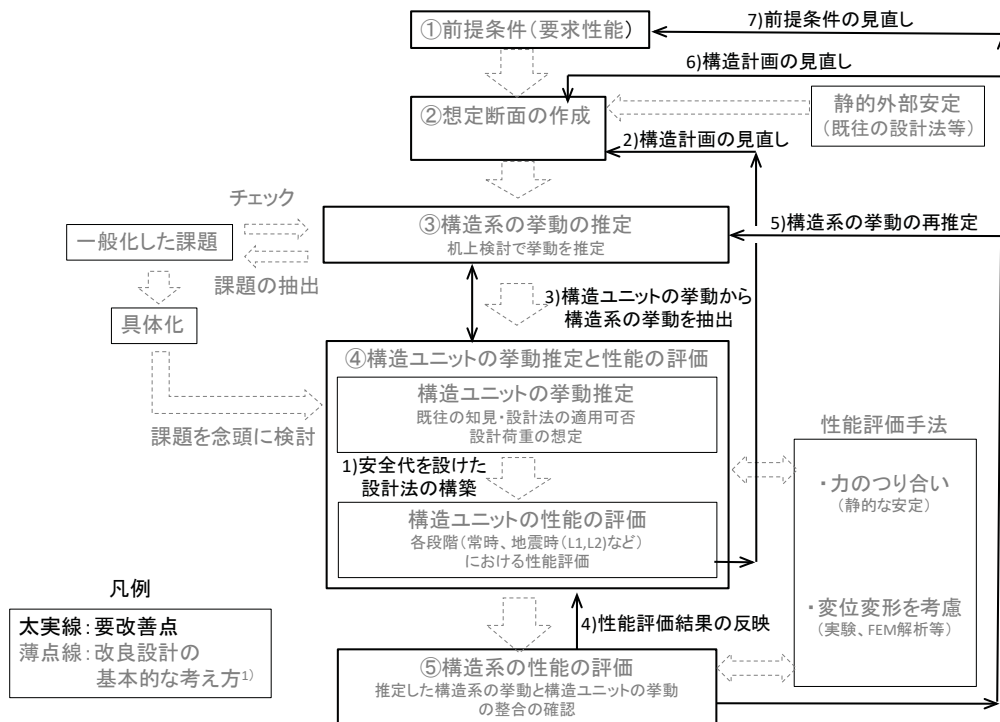 ①前提条件(要求性能)
7)前提条件の見直し
6)構造計画の見直し
②想定断面の作成
静的外部安定
(既往の設計法等)
2)構造計画の見直し
チェック
③構造系の挙動の推定
机上検討で挙動を推定
5)構造系の挙動の再推定
一般化した課題
課題の抽出
3)構造ユニットの挙動から
構造系の挙動を抽出
具体化
④構造ユニットの挙動推定と性能の評価
構造ユニットの挙動推定
既往の知見・設計法の適用可否
設計荷重の想定
課題を念頭に検討
性能評価手法
1)安全代を設けた
設計法の構築
・力のつり合い
(静的な安定)
構造ユニットの性能の評価
各段階(常時、地震時(L1,L2)など)
における性能評価
凡例
太実線:要改善点
薄点線:改良設計の
基本的な考え方1)
・変位変形を考慮
(実験、FEM解析等)
4)性能評価結果の反映
⑤構造系の性能の評価
推定した構造系の挙動と構造ユニットの挙動
の整合の確認